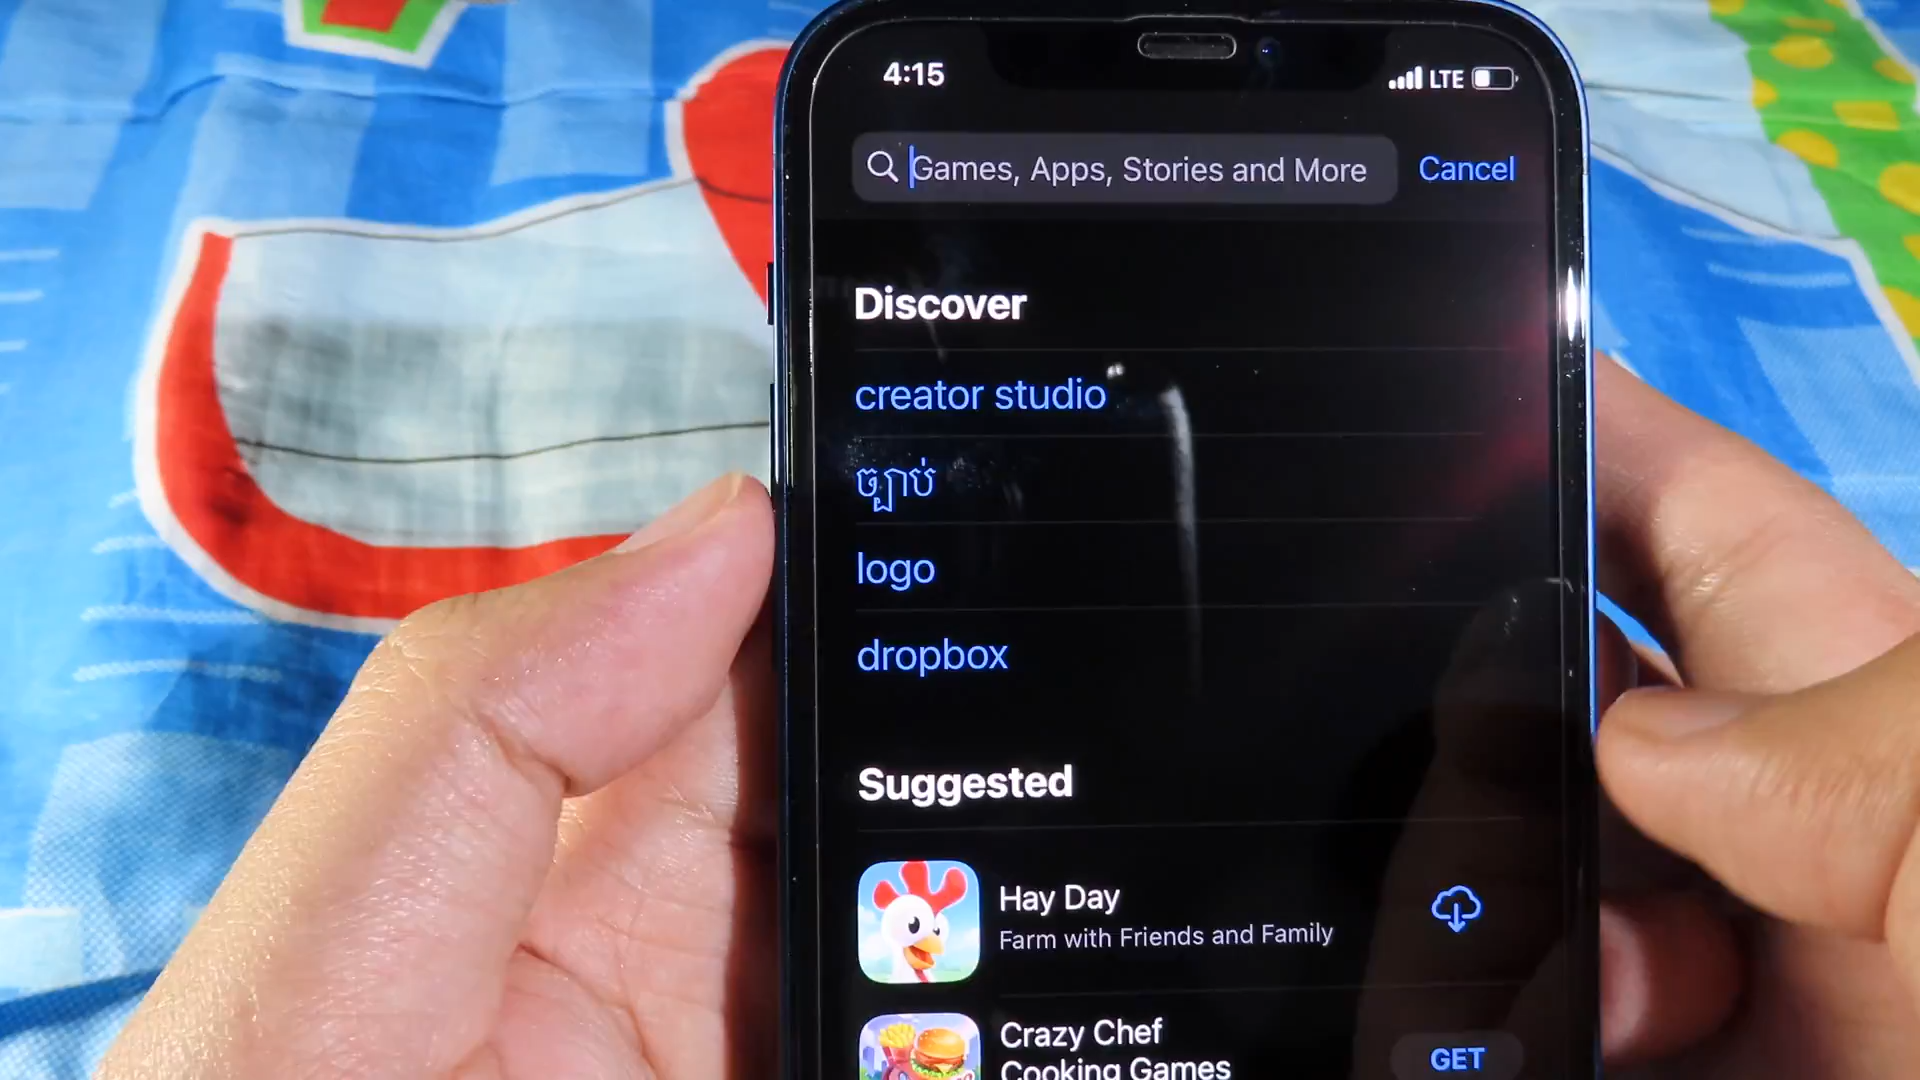 4:15
LTE
Games, Apps, Stories and More
Cancel
Discover
creator studio
ច្បាប់
logo
dropbox
Suggested
Hay Day
Farm with Friends and Family
Crazy Chef
Cooking Games
GET